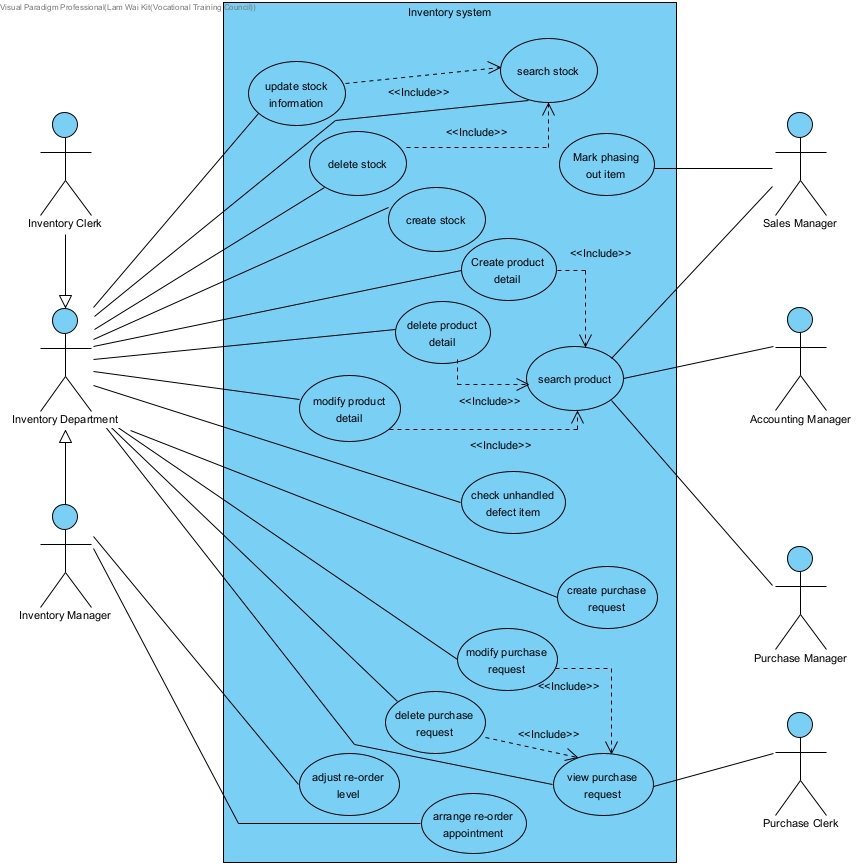 Visual Paradigm Professional(Lam Wai Kit(Vocational Training Council))
Inventory system
search stock
update stock
information
<<Include>>
<<Include>>
delete stock
Mark phasing
out item
Inventory Clerk
Sales Manager
create stock
<<Include>>
Create product
detail
delete product
detail
search product
<<Include>>
modify product
detail
Inventory Department
Accounting Manager
<<Include>>
check unhandled
defect item
create purchase
request
Inventory Manager
modify purchase
request
Purchase Manager
<<Include>>
delete purchase
request
<<Include>>
adjust re-order
level
view purchase
request
arrange re-order
appointment
Purchase Clerk